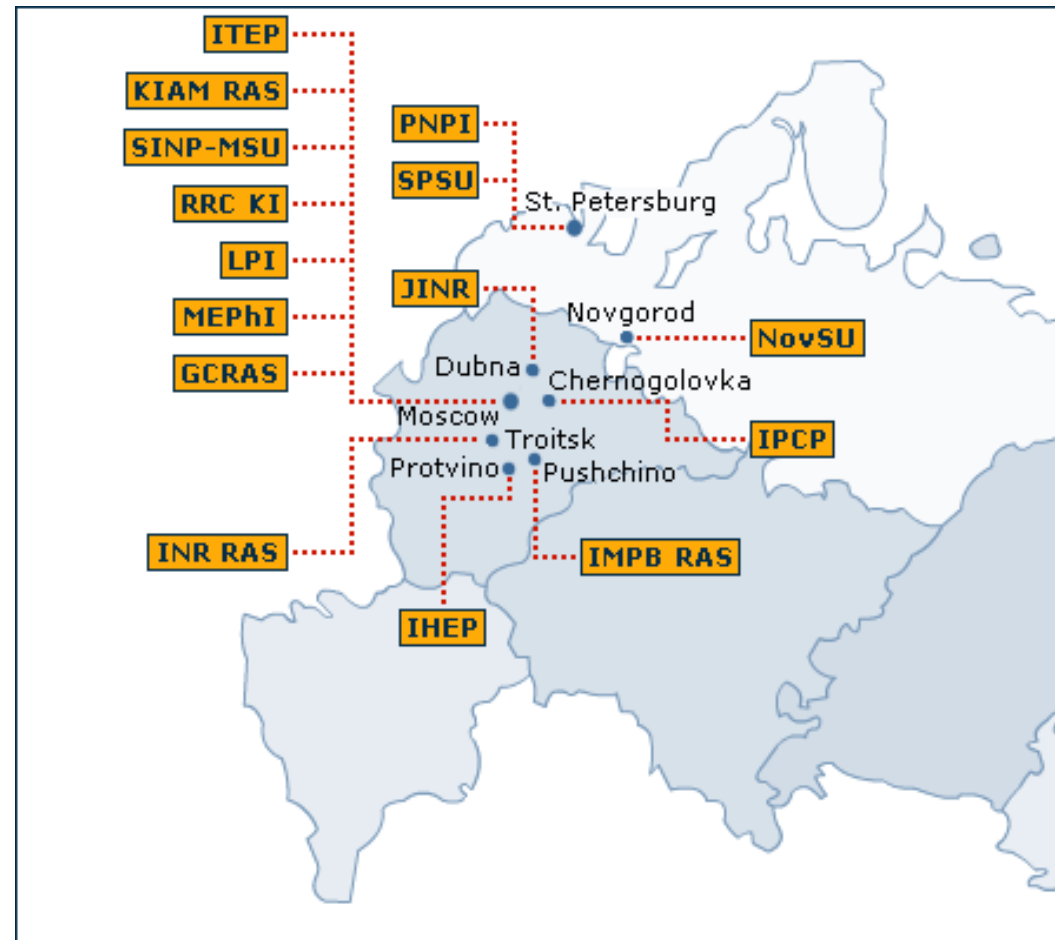 ITEP
KIAM RAS
SINP-MSU
RRC KI
LPI
MEPhI
GCRAS
PNPI
SPSU
St. Petersburg
JINR
Novgorod
NovSU
Dubna
Chernogolovka
Moscow
IPCP
Troitsk
Protvino
Pushchino
INR RAS
IMPB RAS
IHEP